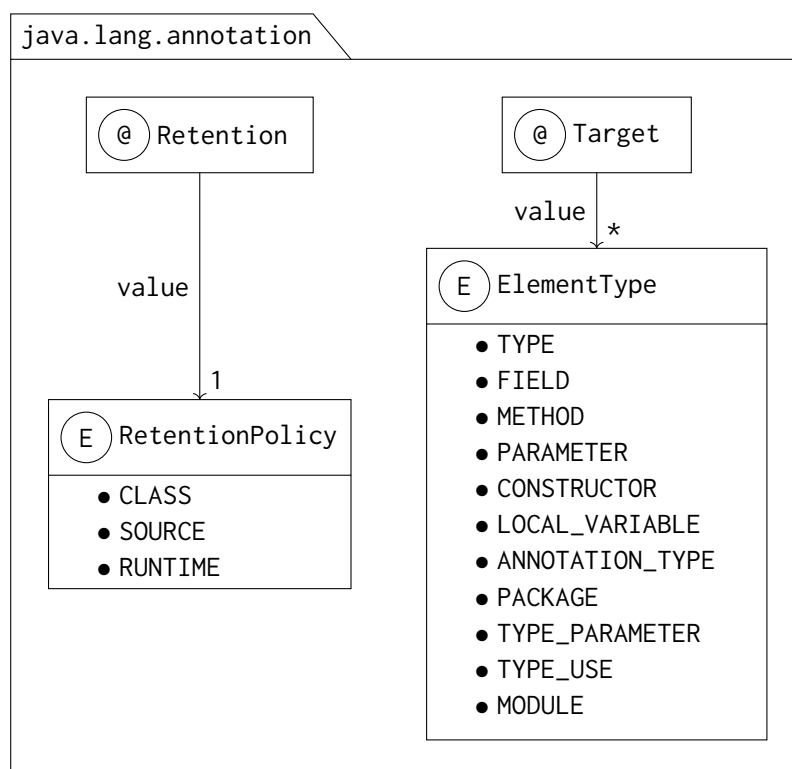 java.lang.annotation
@ Retention
@ Target
value
*
value
1
E ElementType
TYPE
FIELD
METHOD
PARAMETER
CONSTRUCTOR
LOCAL_VARIABLE
ANNOTATION_TYPE
PACKAGE
TYPE_PARAMETER
TYPE_USE
MODULE
E RetentionPolicy
CLASS
SOURCE
RUNTIME